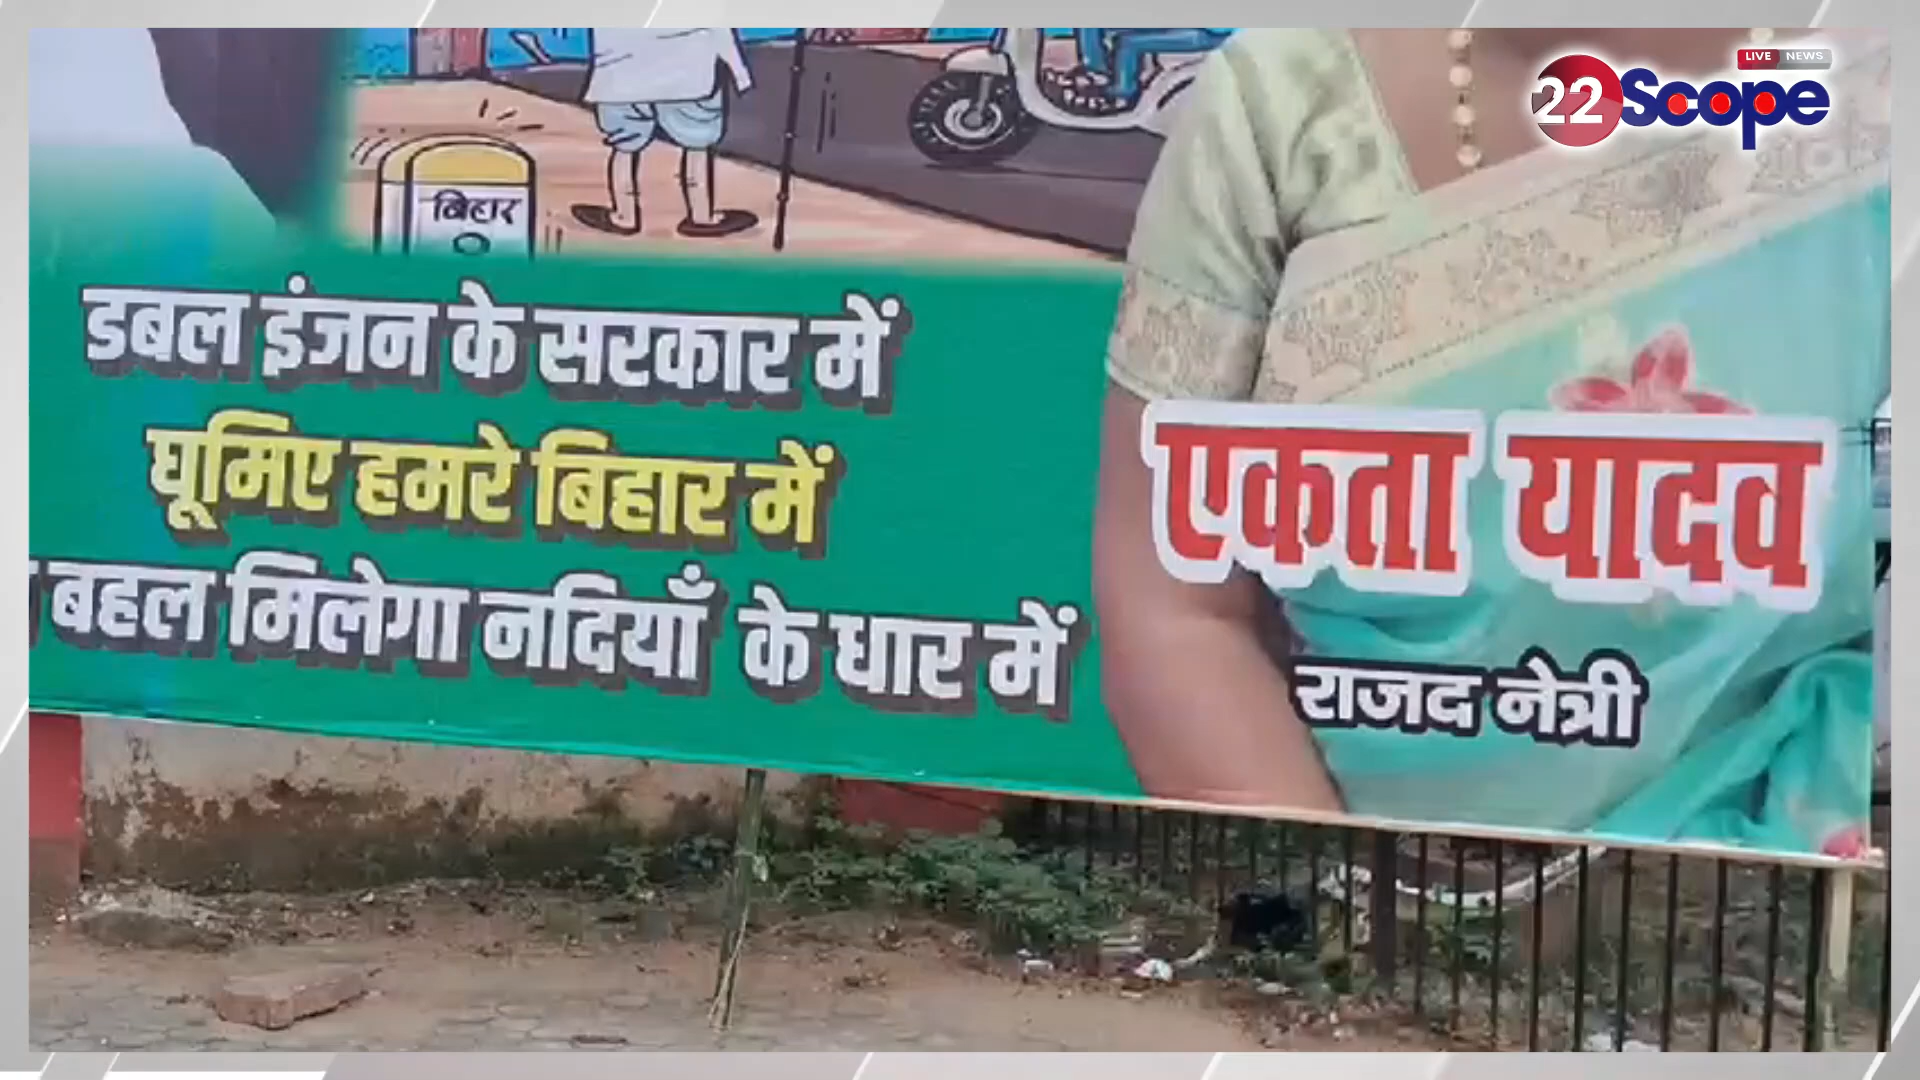 LIVE NEWS
22Scope
बिहार
डबल इंजन के सरकार में
घूमिए हमरे बिहार में
बहल मिलेगा नदियाँ के धार में
एकता यादव
राजद नेत्री